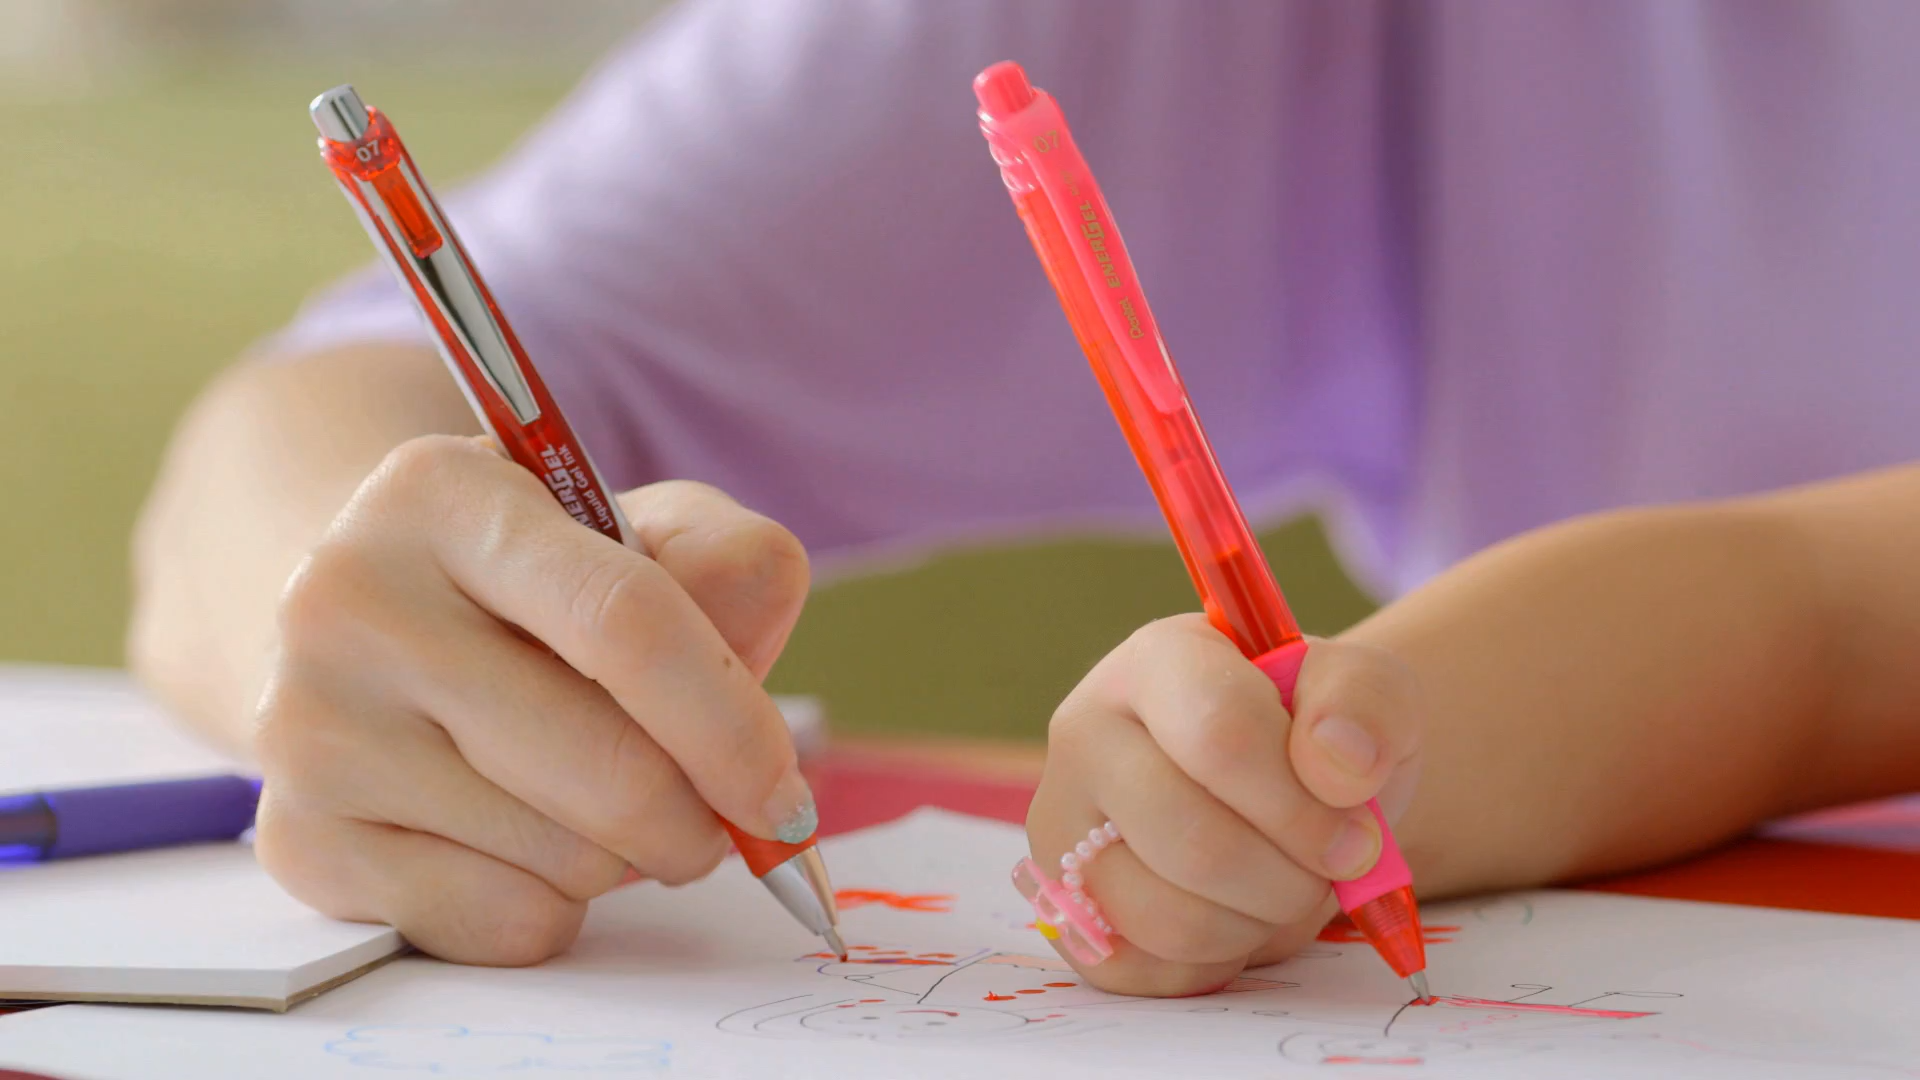 07
ENERGEL
Liquid Gel Ink
07
Pentel ENERGEL